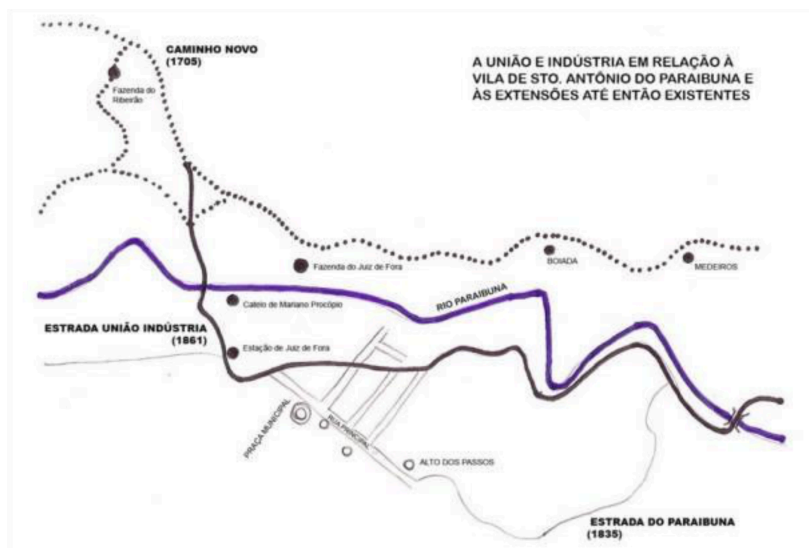 CAMINHO NOVO
(1705)
A UNIÃO E INDÚSTRIA EM RELAÇÃO À
VILA DE STO. ANTÔNIO DO PARAIBUNA E
ÀS EXTENSÕES ATÉ ENTÃO EXISTENTES
Fazenda do
Ribeirão
Fazenda do Juiz de Fora
BOIADA
MEDEIROS
RIO PARAIBUNA
Catelo de Mariano Procópio
ESTRADA UNIÃO INDÚSTRIA
(1861)
Estação de Juiz de Fora
PRAÇA MUNICIPAL
RUA PRINCIPAL
ALTO DOS PASSOS
ESTRADA DO PARAIBUNA
(1835)